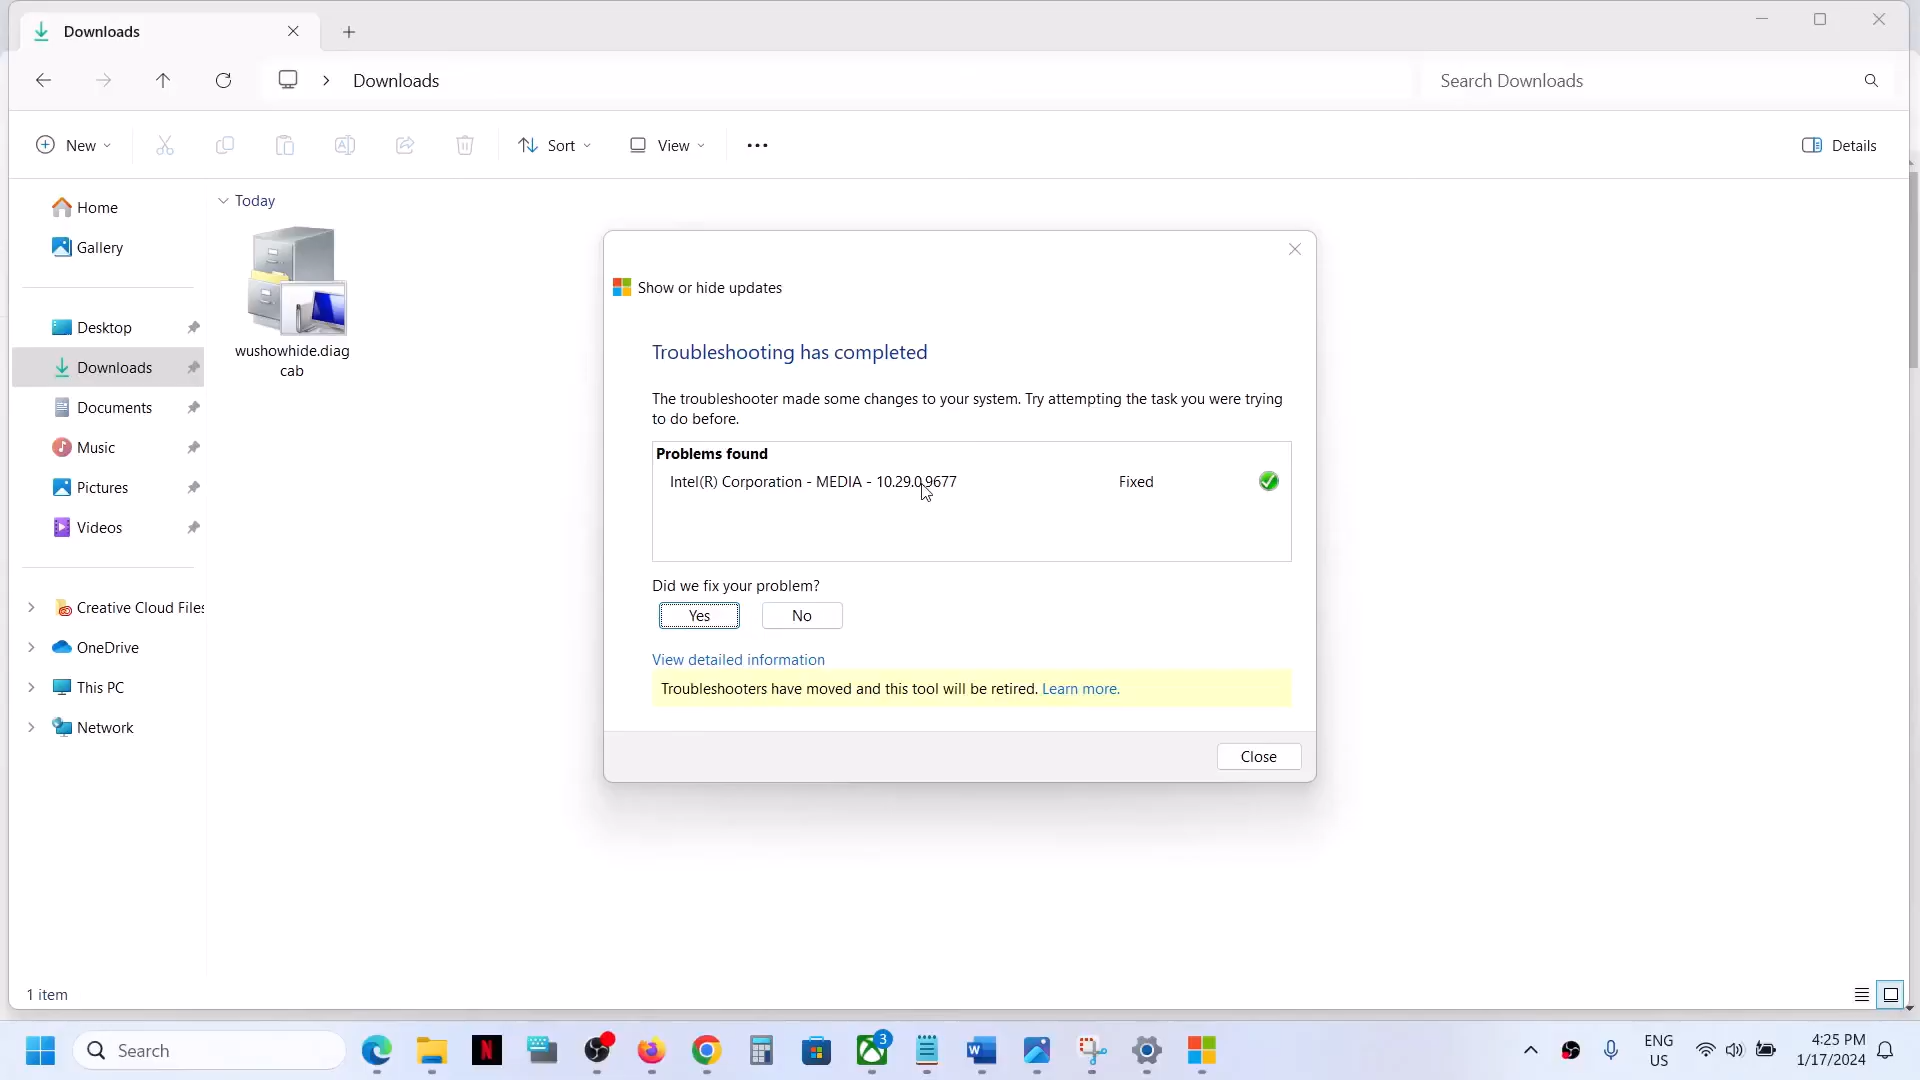 Downloads
Downloads
Search Downloads
New
Sort
View
Details
Home
Gallery
Desktop
Downloads
Documents
Music
Pictures
Videos
Creative Cloud Files
OneDrive
This PC
Network
Today
wushowhide.diag
cab
Show or hide updates
Troubleshooting has completed
The troubleshooter made some changes to your system. Try attempting the task you were trying
to do before.
Problems found
Intel(R) Corporation - MEDIA - 10.29.0.9677 Fixed
Did we fix your problem?
Yes No
View detailed information
Troubleshooters have moved and this tool will be retired. Learn more.
Close
1 item
Search
N
3
W
ENG
US
4:25 PM
1/17/2024